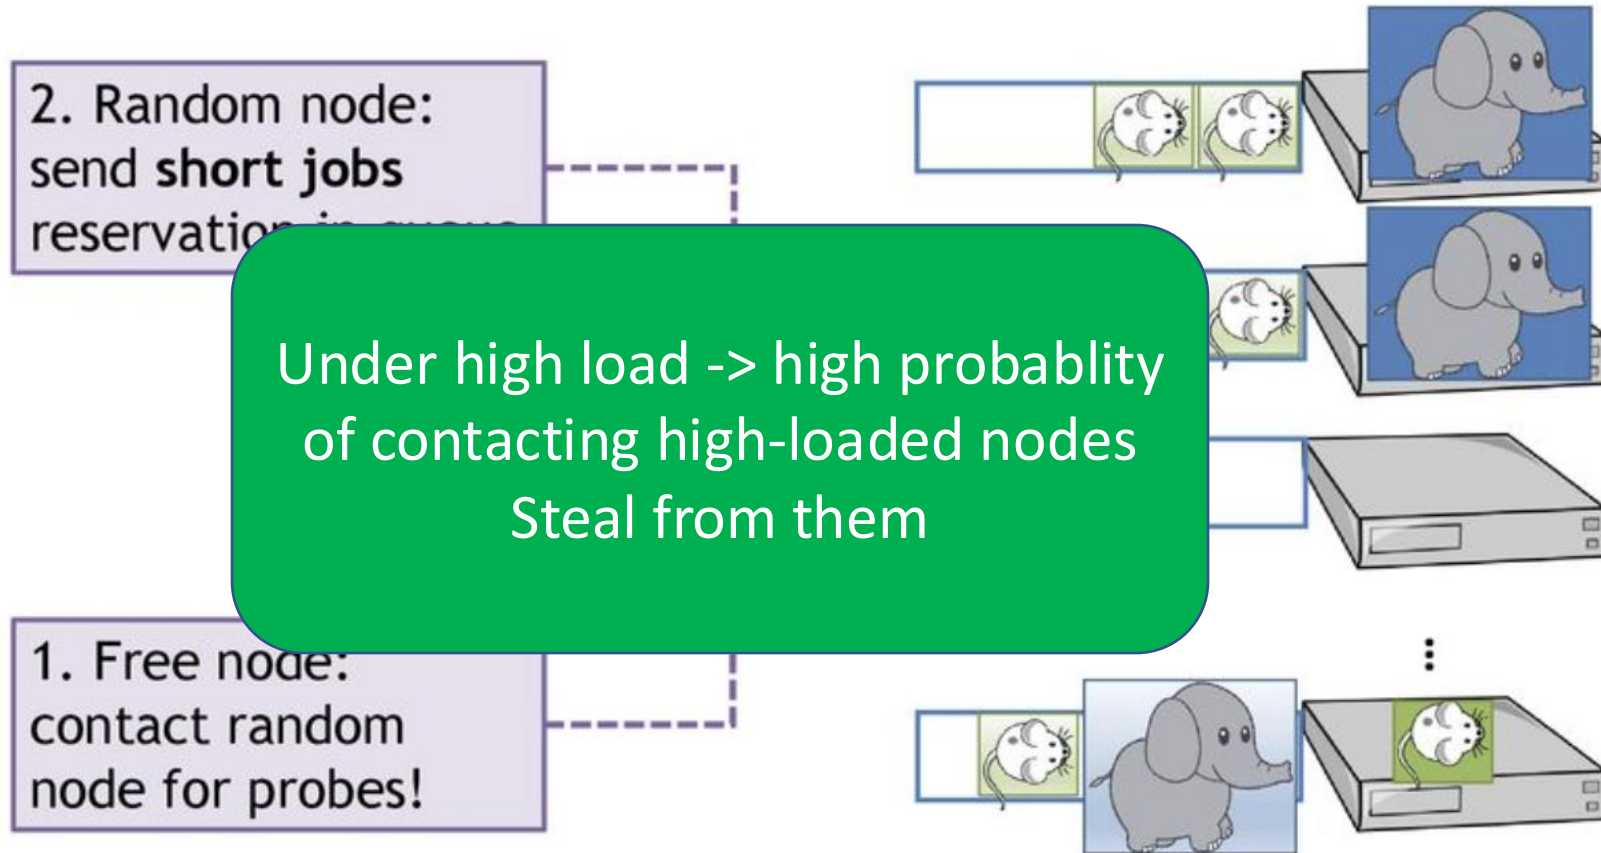 2. Random node:
send short jobs
reservation
Under high load -> high probablity
of contacting high-loaded nodes
Steal from them
1. Free node:
contact random
node for probes!